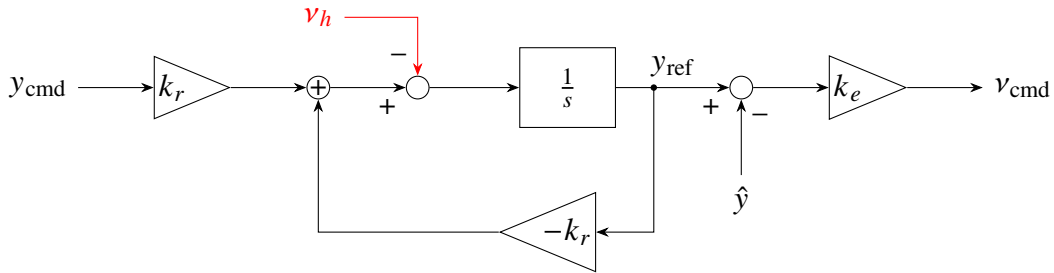 ν_h
−
y_cmd
k_r
+
+
1/s
y_ref
+
−
k_e
ν_cmd
ŷ
−k_r